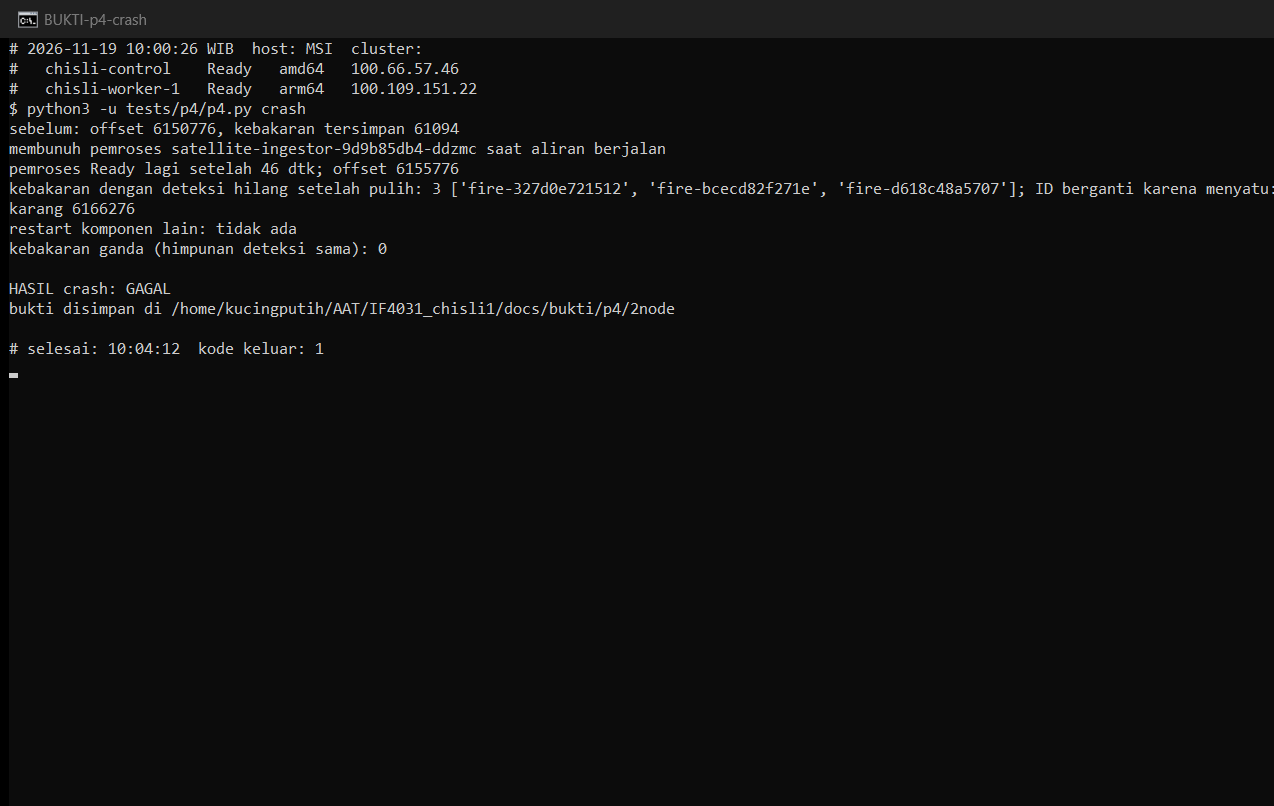 BUKTI-p4-crash
# 2026-11-19 10:00:26 WIB  host: MSI  cluster:
#   chisli-control    Ready   amd64   100.66.57.46
#   chisli-worker-1   Ready   arm64   100.109.151.22
$ python3 -u tests/p4/p4.py crash
sebelum: offset 6150776, kebakaran tersimpan 61094
membunuh pemroses satellite-ingestor-9d9b85db4-ddzmc saat aliran berjalan
pemroses Ready lagi setelah 46 dtk; offset 6155776
kebakaran dengan deteksi hilang setelah pulih: 3 ['fire-327d0e721512', 'fire-bcecd82f271e', 'fire-d618c48a5707']; ID berganti karena menyatu:
karang 6166276
restart komponen lain: tidak ada
kebakaran ganda (himpunan deteksi sama): 0
HASIL crash: GAGAL
bukti disimpan di /home/kucingputih/AAT/IF4031_chisli1/docs/bukti/p4/2node
# selesai: 10:04:12  kode keluar: 1